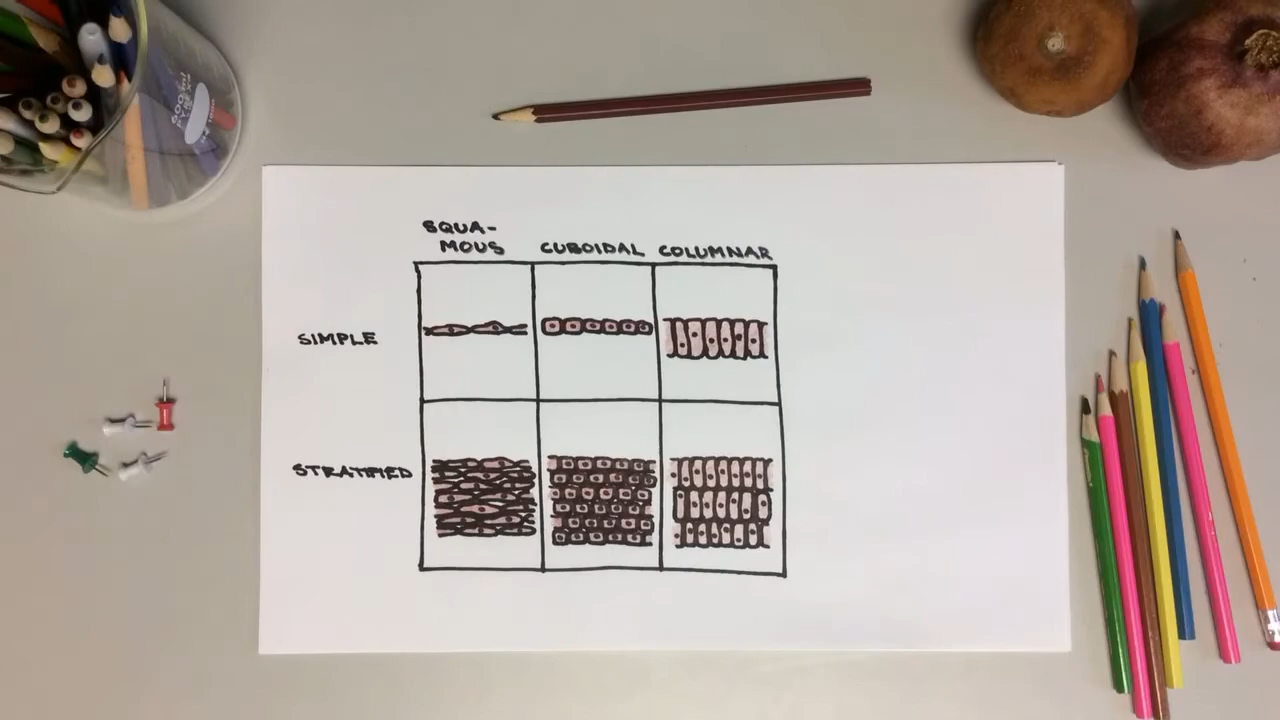 SQUA-
MOUS
CUBOIDAL
COLUMNAR
SIMPLE
STRATIFIED